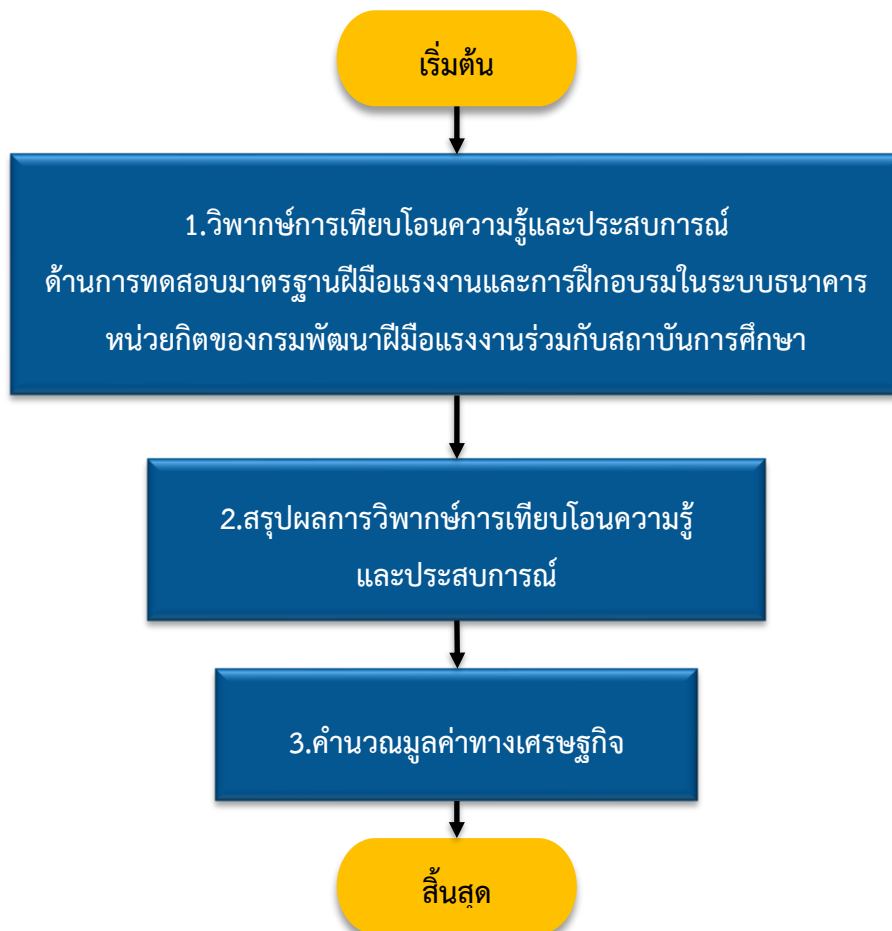 เริ่มต้น
1.วิพากษ์การเทียบโอนความรู้และประสบการณ์
ด้านการทดสอบมาตรฐานฝีมือแรงงานและการฝึกอบรมในระบบธนาคาร
หน่วยกิตของกรมพัฒนาฝีมือแรงงานร่วมกับสถาบันการศึกษา
2.สรุปผลการวิพากษ์การเทียบโอนความรู้
และประสบการณ์
3.คำนวณมูลค่าทางเศรษฐกิจ
สิ้นสุด